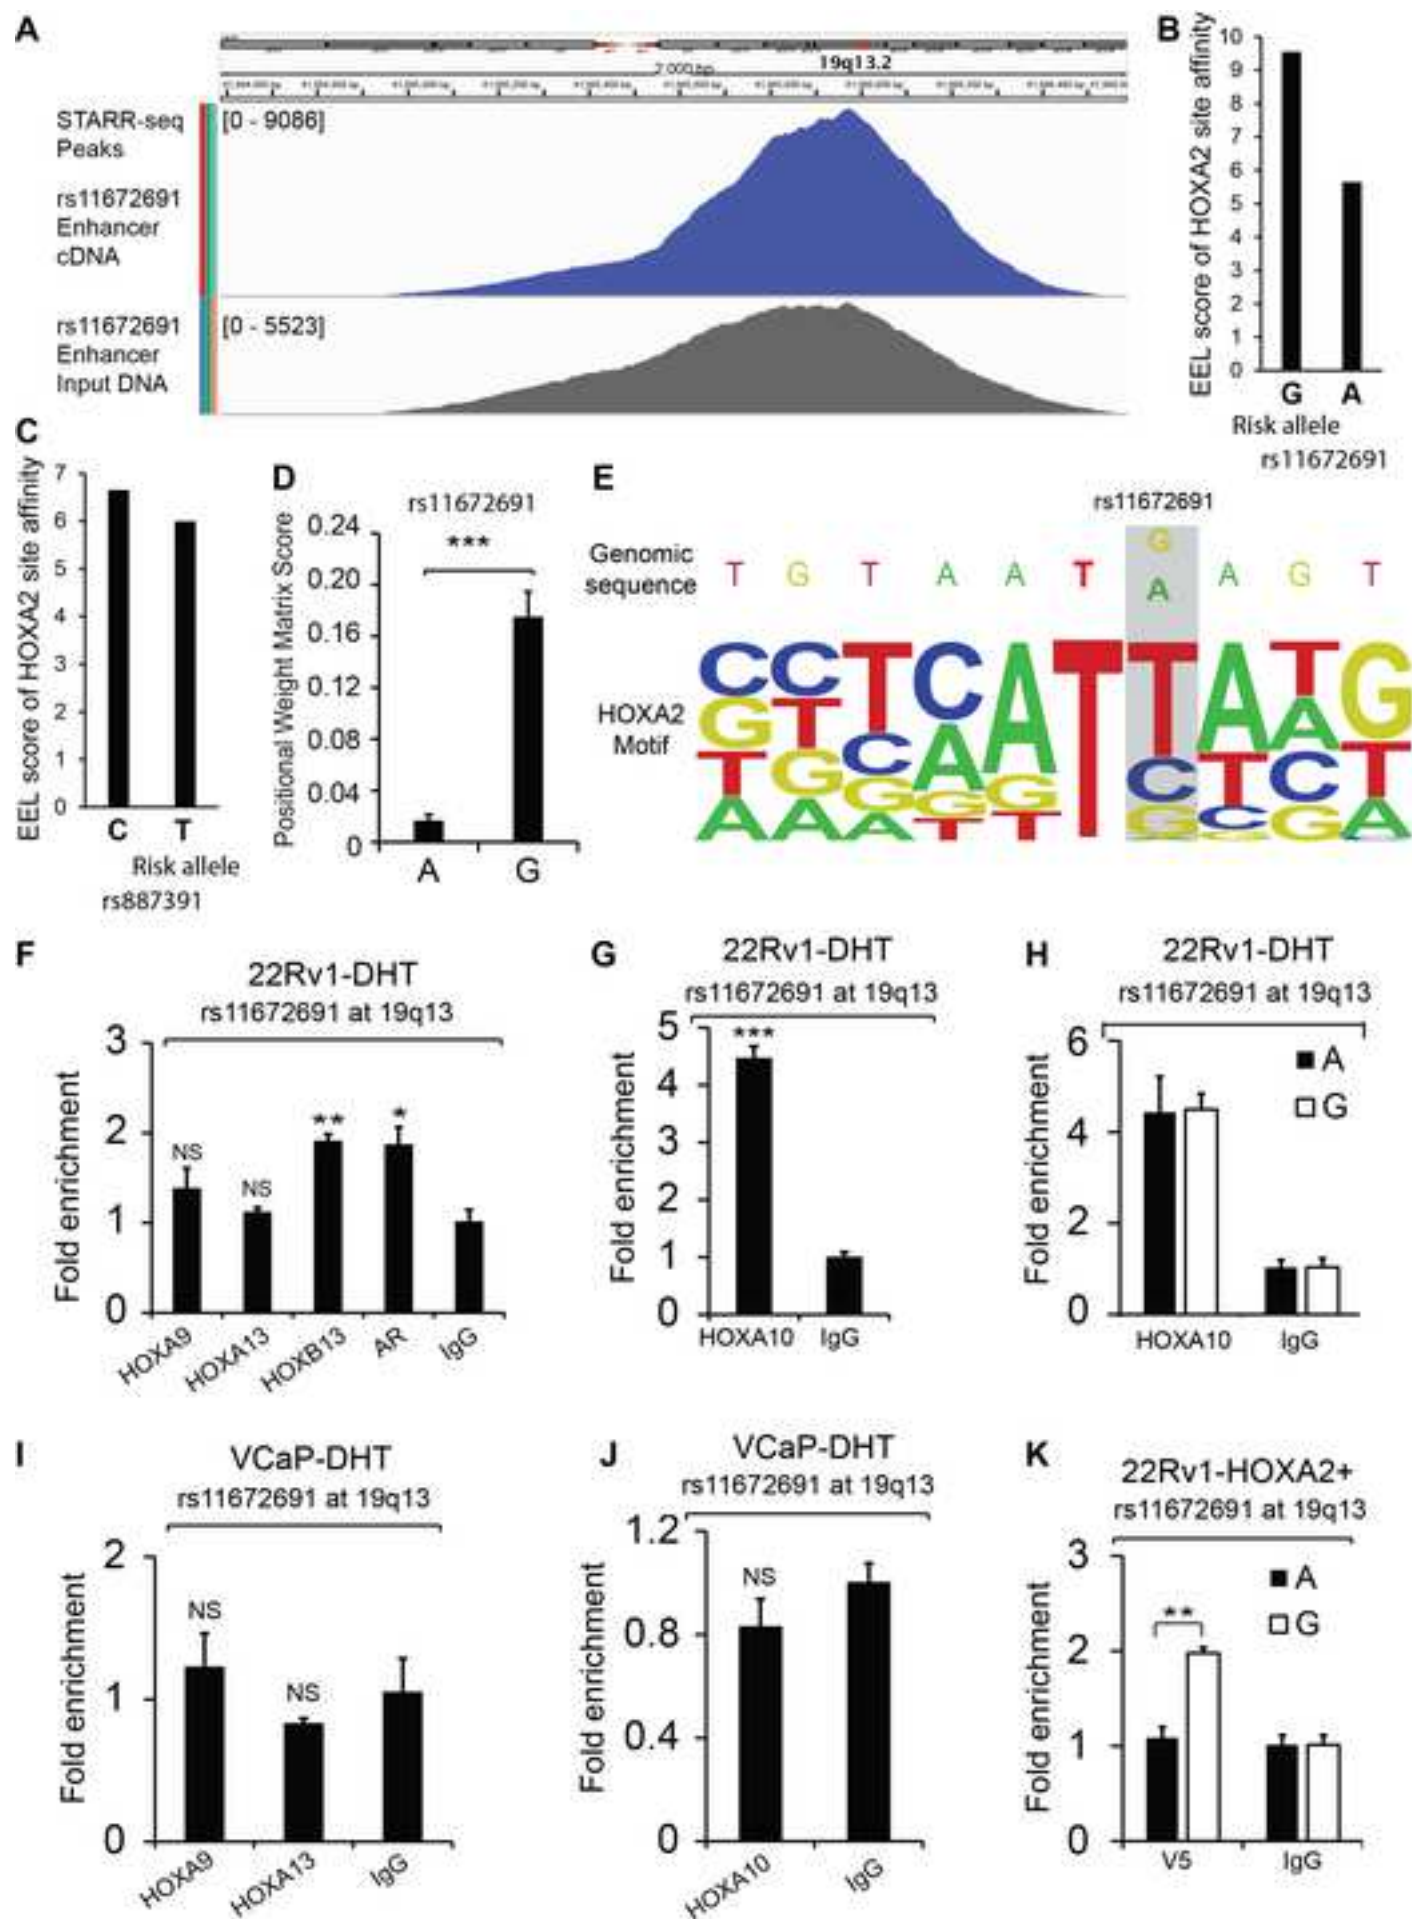 A
19q13.2
2 000 bp
STARR-seq
Peaks
[0 - 9086]
rs11672691
Enhancer
cDNA
rs11672691
Enhancer
Input DNA
[0 - 5523]
B
EEL score of HOXA2 site affinity
10
9
8
7
6
5
4
3
2
1
0
G A
Risk allele
rs11672691
C
EEL score of HOXA2 site affinity
7
6
5
4
3
2
1
0
C T
Risk allele
rs887391
D
rs11672691
Positional Weight Matrix Score
0.24
0.20
0.16
0.12
0.08
0.04
0
***
A G
E
rs11672691
Genomic
sequence
T G T A A T G A G T
A
HOXA2
Motif
C C T C A T T A T G
G T C A G C T A T
T G G G T G C C A
A A A T G
F
22Rv1-DHT
rs11672691 at 19q13
Fold enrichment
3
2
1
0
NS NS ** *
HOXA9 HOXA13 HOXB13 AR IgG
G
22Rv1-DHT
rs11672691 at 19q13
Fold enrichment
5
4
3
2
1
0
***
HOXA10 IgG
H
22Rv1-DHT
rs11672691 at 19q13
Fold enrichment
6
4
2
0
A
G
HOXA10 IgG
I
VCaP-DHT
rs11672691 at 19q13
Fold enrichment
2
1
0
NS NS
HOXA9 HOXA13 IgG
J
VCaP-DHT
rs11672691 at 19q13
Fold enrichment
1.2
0.8
0.4
0
NS
HOXA10 IgG
K
22Rv1-HOXA2+
rs11672691 at 19q13
Fold enrichment
3
2
1
0
A
G
**
V5 IgG